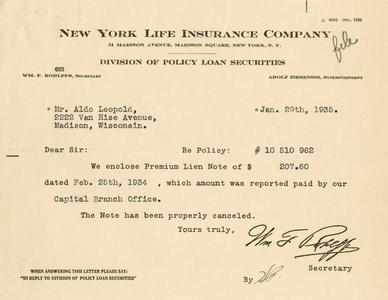 New York Life Insurance Company
51 MADISON AVENUE, MADISON SQUARE, NEW YORK, N. Y.
file
DIVISION OF POLICY LOAN SECURITIES
WM. F. ROHLFFS, SECRETARY
ADOLF ZIESENISS, SUPERINTENDENT
*Mr. Aldo Leopold, *Jan. 29th, 1935.
2222 Van Hise Avenue,
Madison, Wisconsin.
Dear Sir: Re Policy: # 10 510 962
We enclose Premium Lien Note of $ 207.60
dated Feb. 25th, 1934 , which amount was reported paid by our
Capital Branch Office.
The Note has been properly canceled.
Yours truly,
Secretary
WHEN ANSWERING THIS LETTER PLEASE SAY:
"IN REPLY TO DIVISION OF POLICY LOAN SECURITIES"
By